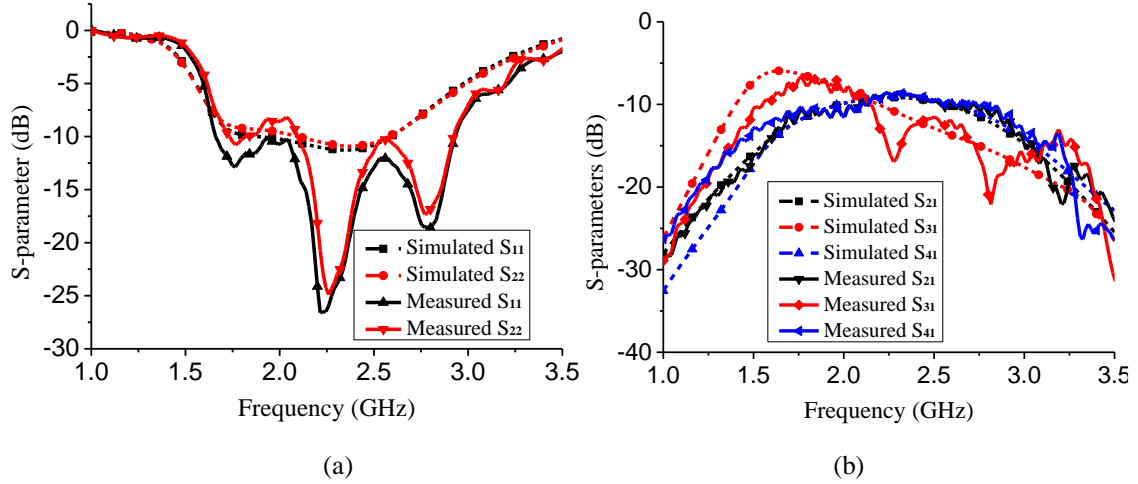 0
-5
-10
-15
-20
-25
-30
1.0 1.5 2.0 2.5 3.0 3.5
S-parameter (dB)
Frequency (GHz)
Simulated S11
Simulated S22
Measured S11
Measured S22
(a)
0
-10
-20
-30
-40
1.0 1.5 2.0 2.5 3.0 3.5
S-parameters (dB)
Frequency (GHz)
Simulated S21
Simulated S31
Simulated S41
Measured S21
Measured S31
Measured S41
(b)